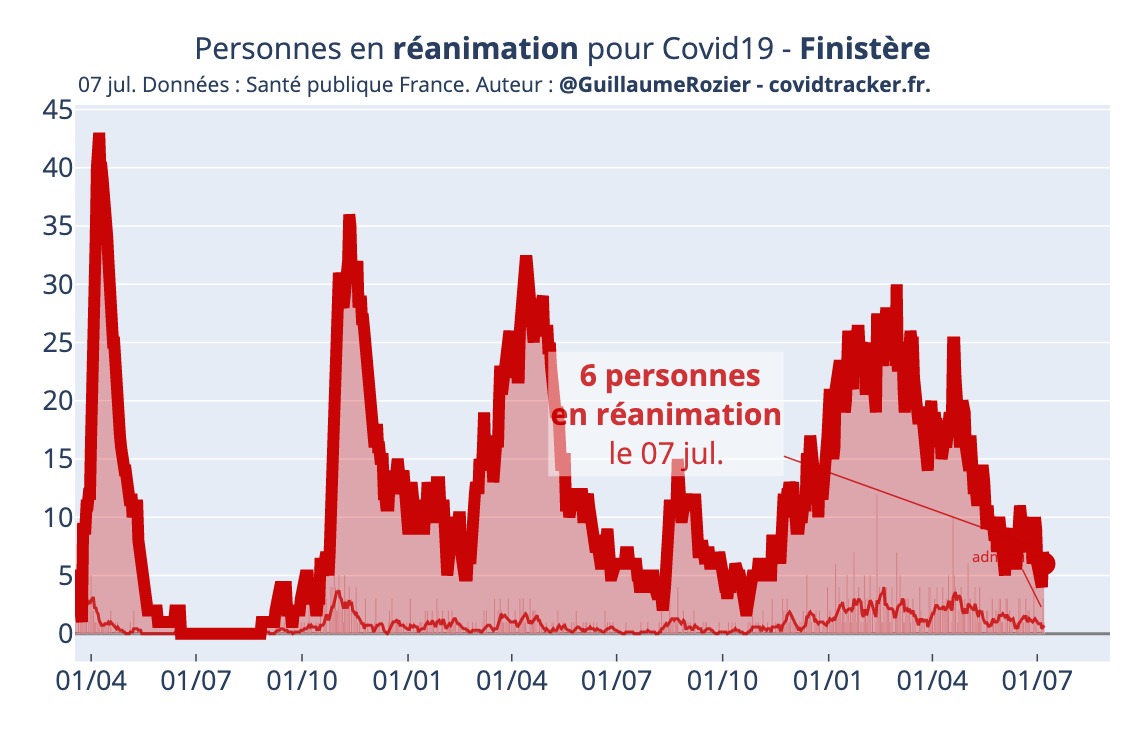 Personnes en réanimation pour Covid19 - Finistère
07 jul. Données : Santé publique France. Auteur : @GuillaumeRozier - covidtracker.fr.
45
40
35
30
25
20
15
10
5
0
6 personnes
en réanimation
le 07 jul.
01/04 01/07 01/10 01/01 01/04 01/07 01/10 01/01 01/04 01/07